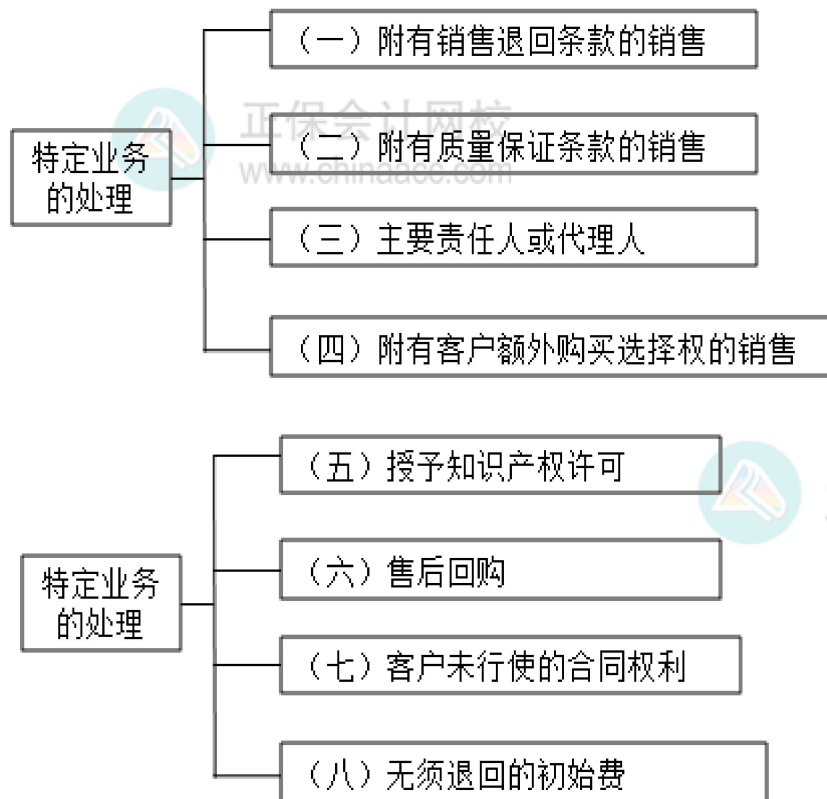 （一）附有销售退回条款的销售
正保会计网校
www.chinaacc.com
（二）附有质量保证条款的销售
特定业务
的处理
（三）主要责任人或代理人
（四）附有客户额外购买选择权的销售
（五）授予知识产权许可
（六）售后回购
特定业务
的处理
（七）客户未行使的合同权利
（八）无须退回的初始费